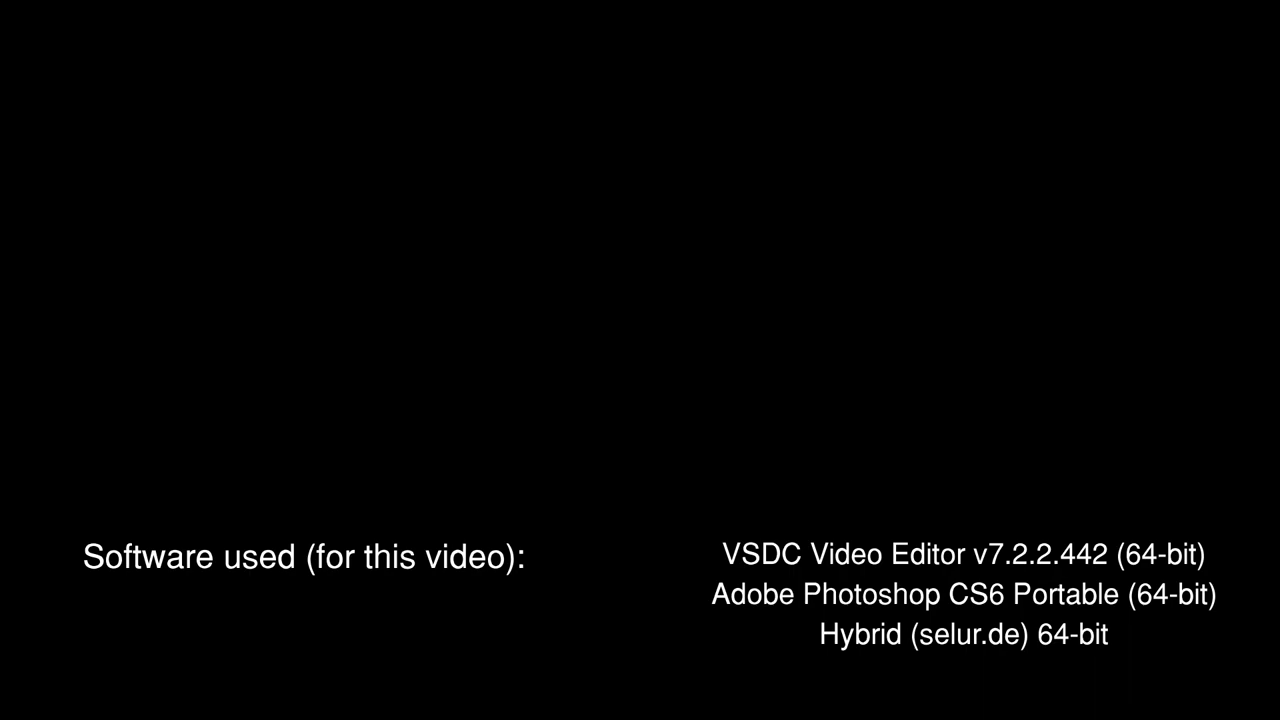 Software used (for this video):
VSDC Video Editor v7.2.2.442 (64-bit)
Adobe Photoshop CS6 Portable (64-bit)
Hybrid (selur.de) 64-bit